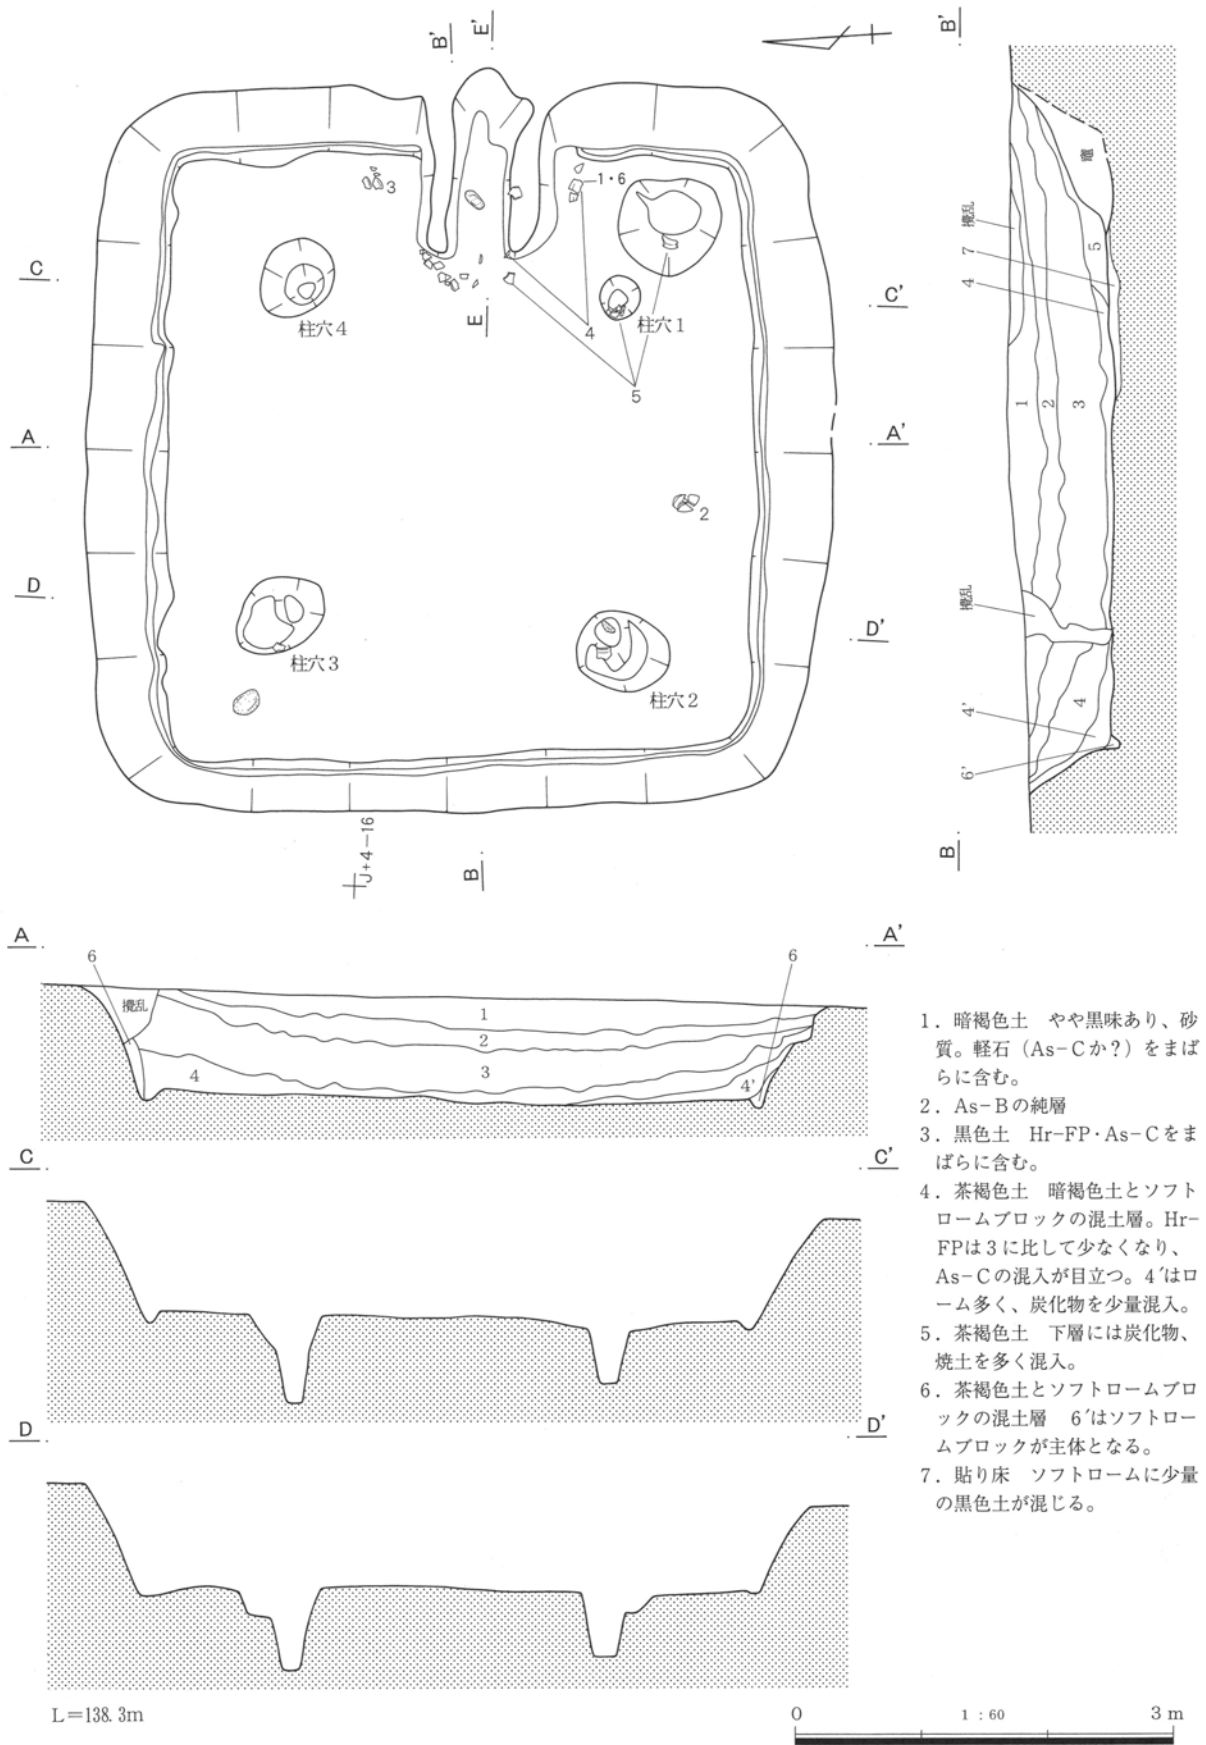 B' E' B'
3
1・6
C
柱穴4
E
柱穴1
4
C'
5
A
A'
2
D
柱穴3
D'
柱穴2
J+4−16
B
竈
攪乱
7
4
5
1
2
3
攪乱
4'
4
6'
B
A
A'
6
6
攪乱
1
2
3
4
4'
C
C'
D
D'
1．暗褐色土　やや黒味あり、砂
質。軽石（As−Cか？）をまば
らに含む。
2．As−Bの純層
3．黒色土　Hr−FP・As−Cをま
ばらに含む。
4．茶褐色土　暗褐色土とソフト
ロームブロックの混土層。Hr−
FPは3に比して少なくなり、
As−Cの混入が目立つ。4′はロ
ーム多く、炭化物を少量混入。
5．茶褐色土　下層には炭化物、
焼土を多く混入。
6．茶褐色土とソフトロームブロ
ックの混土層　6′はソフトロー
ムブロックが主体となる。
7．貼り床　ソフトロームに少量
の黒色土が混じる。
L＝138.3m
0　1：60　3m